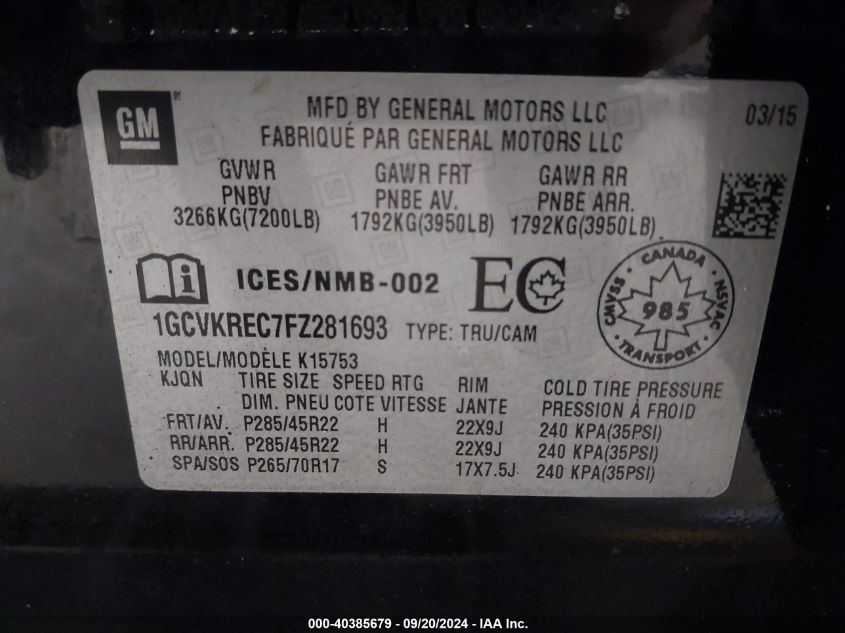 GM
MFD BY GENERAL MOTORS LLC
FABRIQUÉ PAR GENERAL MOTORS LLC
03/15
GVWR GAWR FRT GAWR RR
PNBV PNBE AV. PNBE ARR.
3266KG(7200LB) 1792KG(3950LB) 1792KG(3950LB)
ICES/NMB-002 EC
CANADA
CMVSS 985 NSVAC
TRANSPORT
1GCVKREC7FZ281693 TYPE: TRU/CAM
MODEL/MODÈLE K15753
KJQN TIRE SIZE SPEED RTG RIM COLD TIRE PRESSURE
DIM. PNEU COTE VITESSE JANTE PRESSION À FROID
FRT/AV. P285/45R22 H 22X9J 240 KPA(35PSI)
RR/ARR. P285/45R22 H 22X9J 240 KPA(35PSI)
SPA/SOS P265/70R17 S 17X7.5J 240 KPA(35PSI)
000-40385679 - 09/20/2024 - IAA Inc.